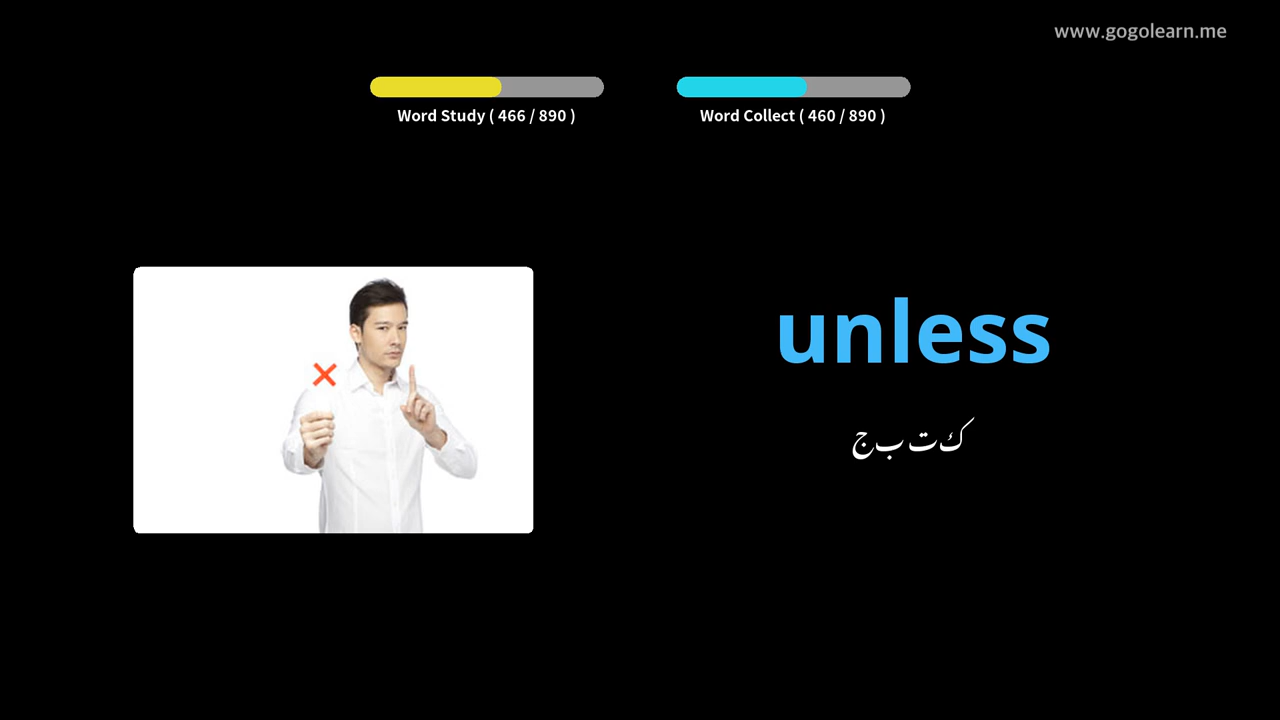 www.gogolearn.me
Word Study ( 466 / 890 )
Word Collect ( 460 / 890 )
unless
ک ت ب ج